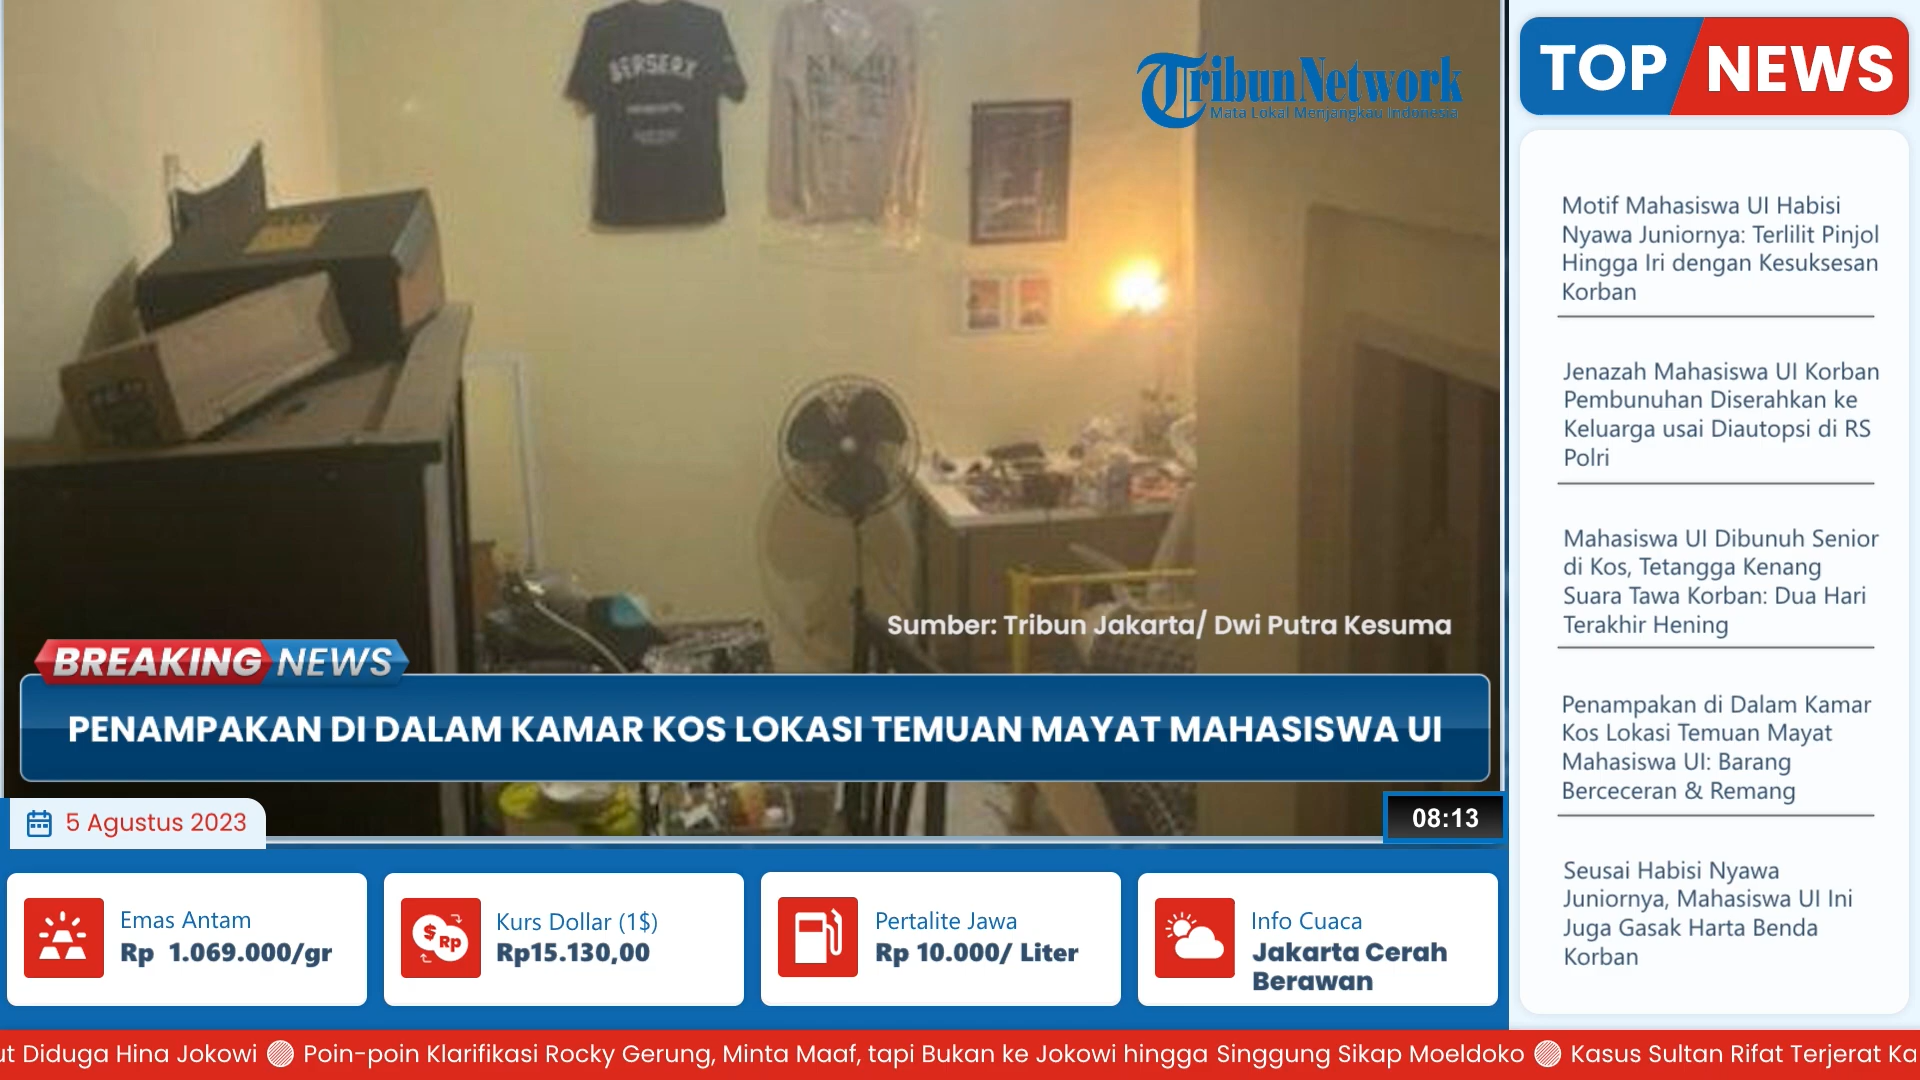 BERSERK
TribunNetwork
Mata Lokal Menjangkau Indonesia
Sumber: Tribun Jakarta/ Dwi Putra Kesuma
BREAKING NEWS
PENAMPAKAN DI DALAM KAMAR KOS LOKASI TEMUAN MAYAT MAHASISWA UI
5 Agustus 2023
08:13
Emas Antam
Rp 1.069.000/gr
Kurs Dollar (1$)
Rp15.130,00
Pertalite Jawa
Rp 10.000/ Liter
Info Cuaca
Jakarta Cerah
Berawan
TOP NEWS
Motif Mahasiswa UI Habisi
Nyawa Juniornya: Terlilit Pinjol
Hingga Iri dengan Kesuksesan
Korban
Jenazah Mahasiswa UI Korban
Pembunuhan Diserahkan ke
Keluarga usai Diautopsi di RS
Polri
Mahasiswa UI Dibunuh Senior
di Kos, Tetangga Kenang
Suara Tawa Korban: Dua Hari
Terakhir Hening
Penampakan di Dalam Kamar
Kos Lokasi Temuan Mayat
Mahasiswa UI: Barang
Berceceran & Remang
Seusai Habisi Nyawa
Juniornya, Mahasiswa UI Ini
Juga Gasak Harta Benda
Korban
ut Diduga Hina Jokowi Poin-poin Klarifikasi Rocky Gerung, Minta Maaf, tapi Bukan ke Jokowi hingga Singgung Sikap Moeldoko Kasus Sultan Rifat Terjerat Ka